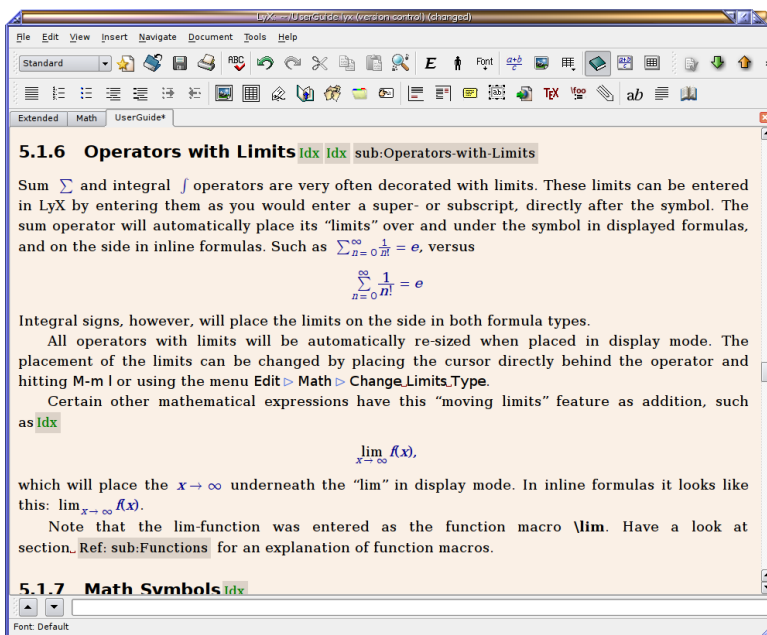 LyX: ~/UserGuide.lyx (version control) (changed)
File Edit View Insert Navigate Document Tools Help
Standard ABC E Font a+b/c a+b/c
TEX \foo ab
Extended Math UserGuide*
5.1.6 Operators with Limits Idx Idx sub:Operators-with-Limits
Sum ∑ and integral ∫ operators are very often decorated with limits. These limits can be entered
in LyX by entering them as you would enter a super- or subscript, directly after the symbol. The
sum operator will automatically place its “limits” over and under the symbol in displayed formulas,
and on the side in inline formulas. Such as ∑_{n=0}^{∞} 1/n! = e, versus
∑_{n=0}^{∞} 1/n! = e
Integral signs, however, will place the limits on the side in both formula types.
All operators with limits will be automatically re-sized when placed in display mode. The
placement of the limits can be changed by placing the cursor directly behind the operator and
hitting M-m l or using the menu Edit ▷ Math ▷ Change Limits Type.
Certain other mathematical expressions have this “moving limits” feature as addition, such
as Idx
lim_{x→∞} f(x),
which will place the x → ∞ underneath the “lim” in display mode. In inline formulas it looks like
this: lim_{x→∞} f(x).
Note that the lim-function was entered as the function macro \lim. Have a look at
section Ref: sub:Functions for an explanation of function macros.
5.1.7 Math Symbols Idx
Font: Default